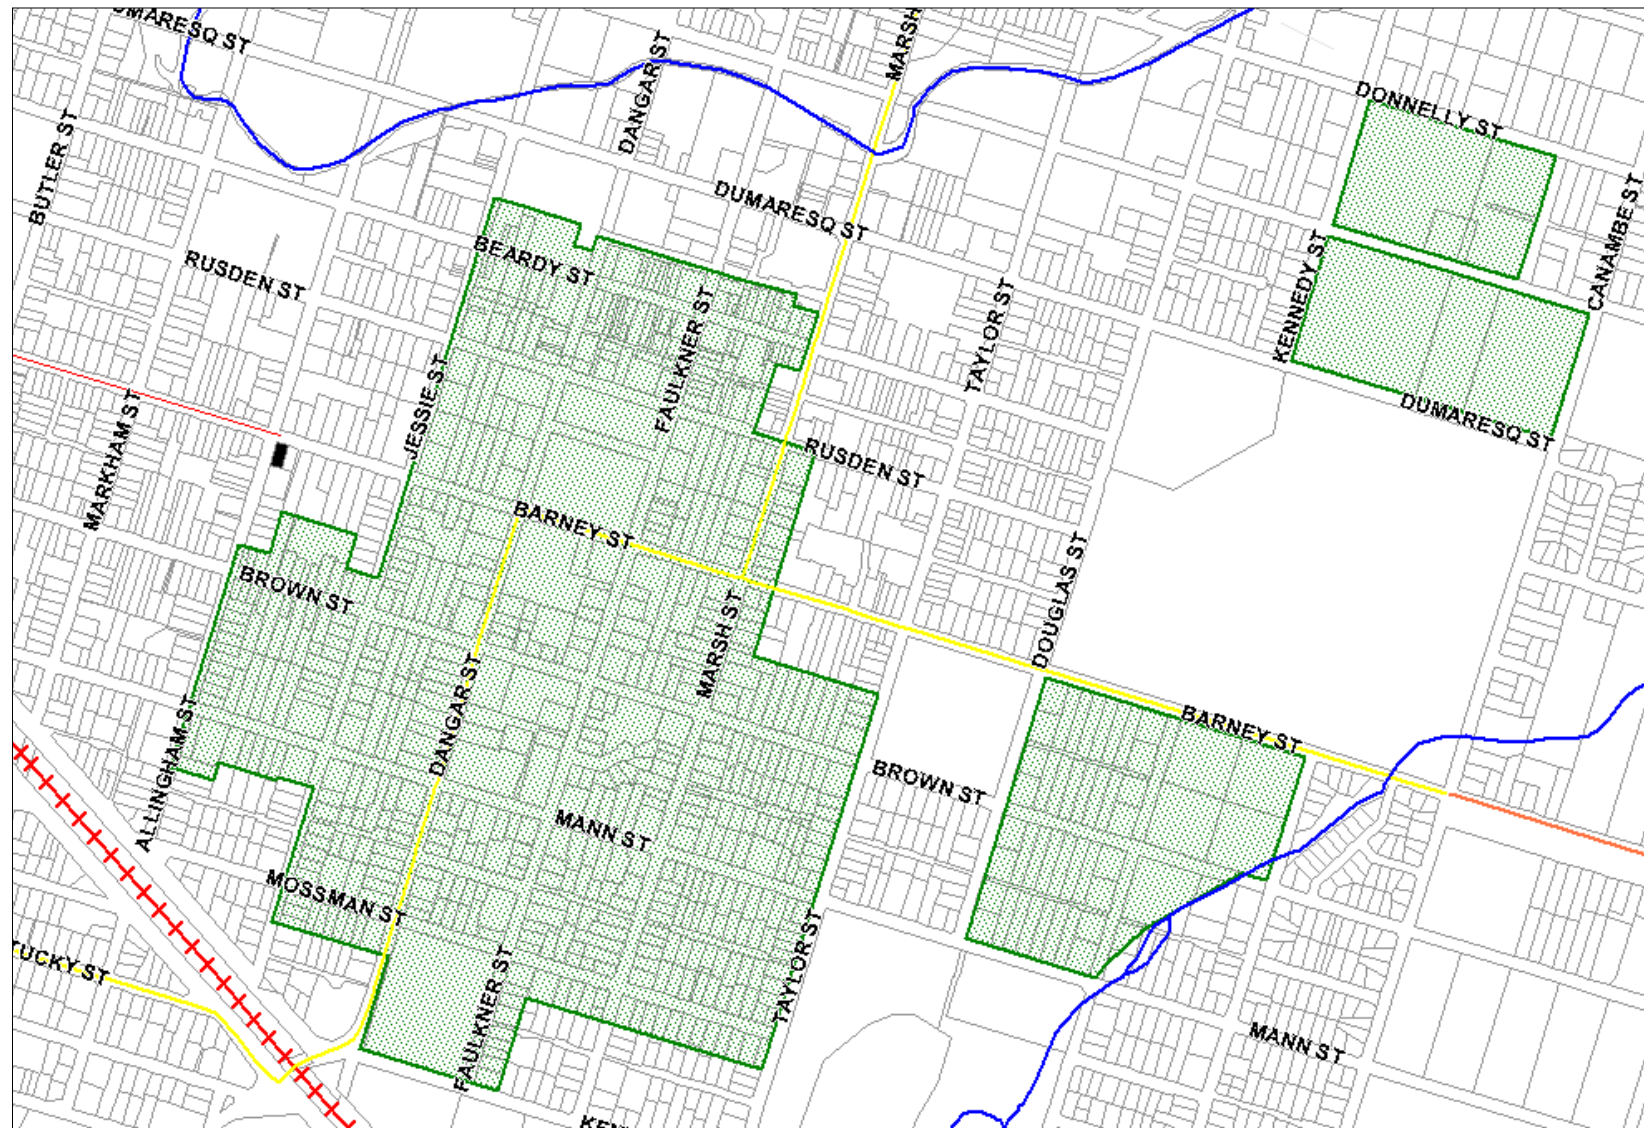 UMARESQ ST
MARSH
DANGAR ST
DONNELLY ST
BUTLER ST
DUMARESQ ST
CANAMBE ST
BEARDY ST
RUSDEN ST
KENNEDY ST
FAULKNER ST
TAYLOR ST
JESSIE ST
MARKHAM ST
DUMARESQ ST
RUSDEN ST
BARNEY ST
BROWN ST
DOUGLAS ST
MARSH ST
DANGAR ST
ALLINGHAM ST
BARNEY ST
BROWN ST
MANN ST
MOSSMAN ST
TUCKY ST
FAULKNER ST
TAYLOR ST
MANN ST